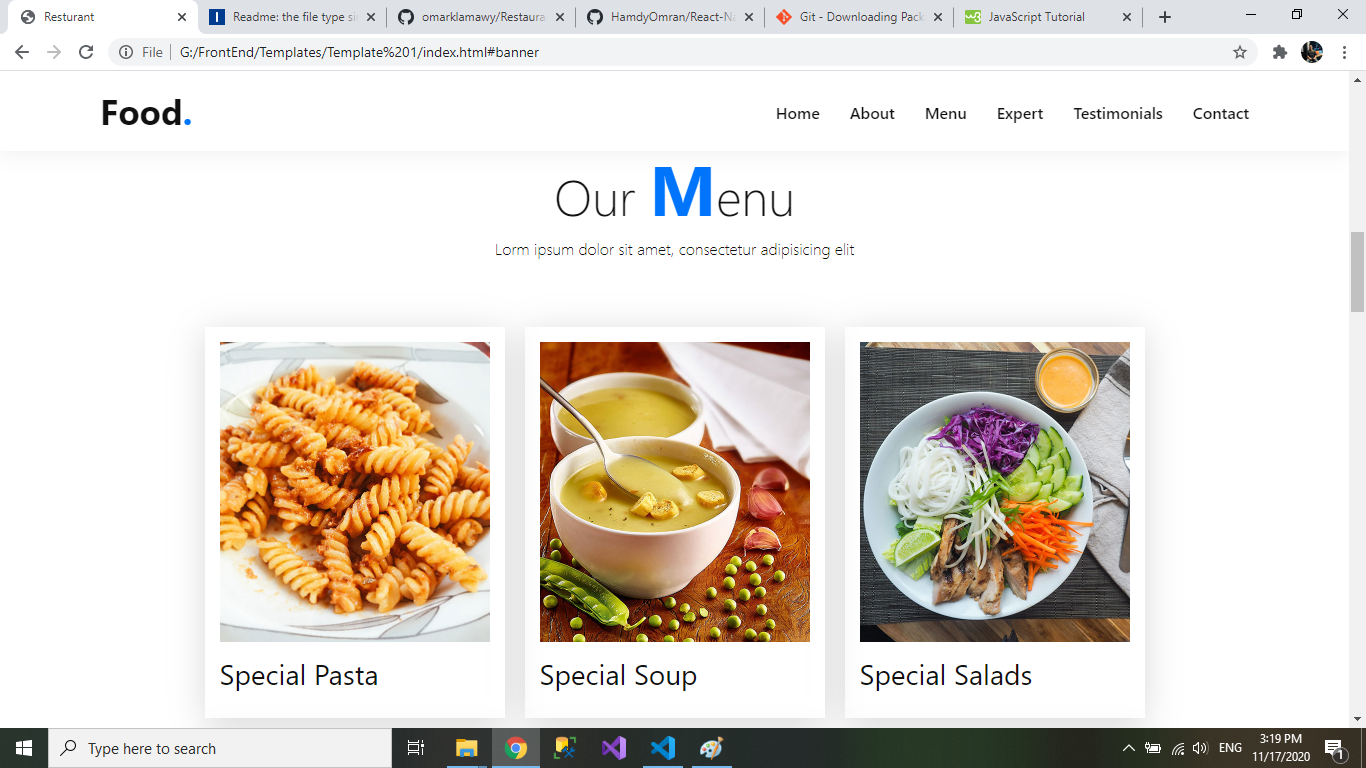 Resturant
Readme: the file type si
omarklamawy/Restaura
HamdyOmran/React-Na
Git - Downloading Pack
JavaScript Tutorial
File
G:/FrontEnd/Templates/Template%201/index.html#banner
Food.
Home About Menu Expert Testimonials Contact
Our Menu
Lorm ipsum dolor sit amet, consectetur adipisicing elit
Special Pasta
Special Soup
Special Salads
Type here to search
ENG
3:19 PM
11/17/2020
1